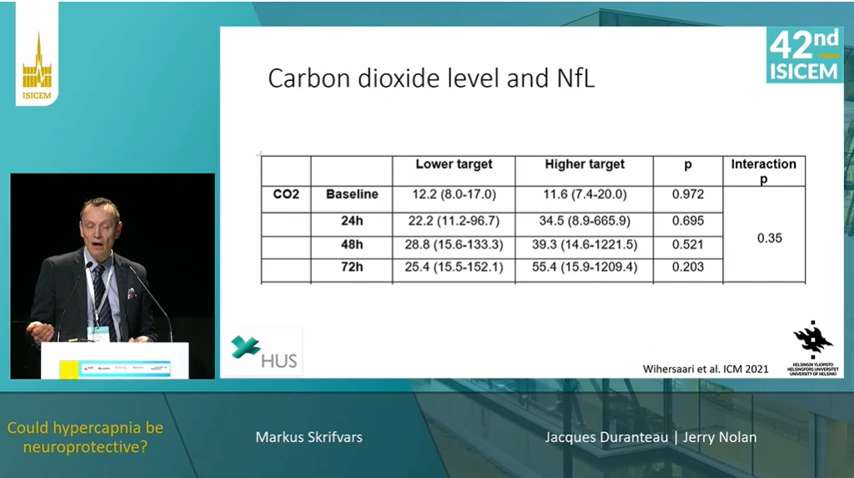 ISICEM
42nd
ISICEM
Carbon dioxide level and NfL
Lower target Higher target p Interaction p
CO2 Baseline 12.2 (8.0-17.0) 11.6 (7.4-20.0) 0.972 0.35
24h 22.2 (11.2-96.7) 34.5 (8.9-665.9) 0.695
48h 28.8 (15.6-133.3) 39.3 (14.6-1221.5) 0.521
72h 25.4 (15.5-152.1) 55.4 (15.9-1209.4) 0.203
HUS
Wihersaari et al. ICM 2021
HELSINGIN YLIOPISTO
HELSINGFORS UNIVERSITET
UNIVERSITY OF HELSINKI
Could hypercapnia be
neuroprotective?
Markus Skrifvars
Jacques Duranteau | Jerry Nolan